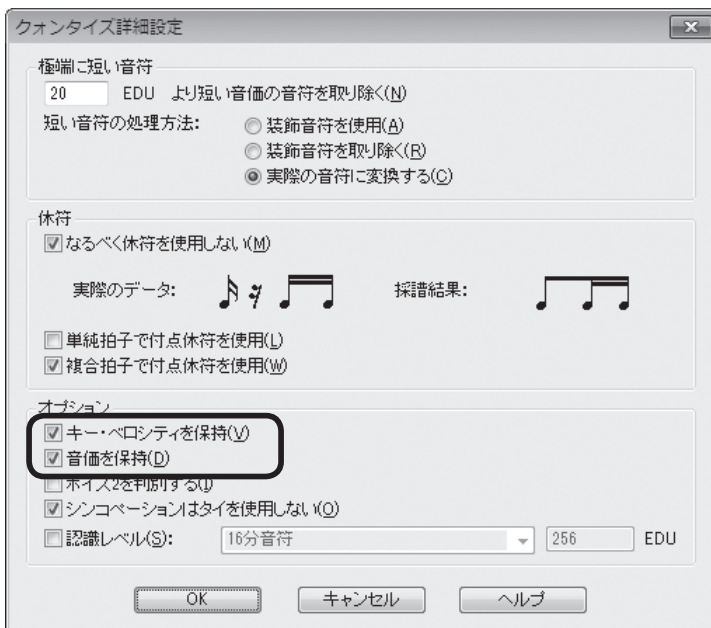 クォンタイズ詳細設定
極端に短い音符
20 EDU より短い音価の音符を取り除く(N)
短い音符の処理方法: 装飾音符を使用(A)
装飾音符を取り除く(R)
実際の音符に変換する(C)
休符
なるべく休符を使用しない(M)
実際のデータ: 採譜結果:
単純拍子で付点休符を使用(L)
複合拍子で付点休符を使用(W)
オプション
キー・ベロシティを保持(V)
音価を保持(D)
ボイス2を判別する(I)
シンコペーションはタイを使用しない(O)
認識レベル(S): 16分音符 256 EDU
OK キャンセル ヘルプ